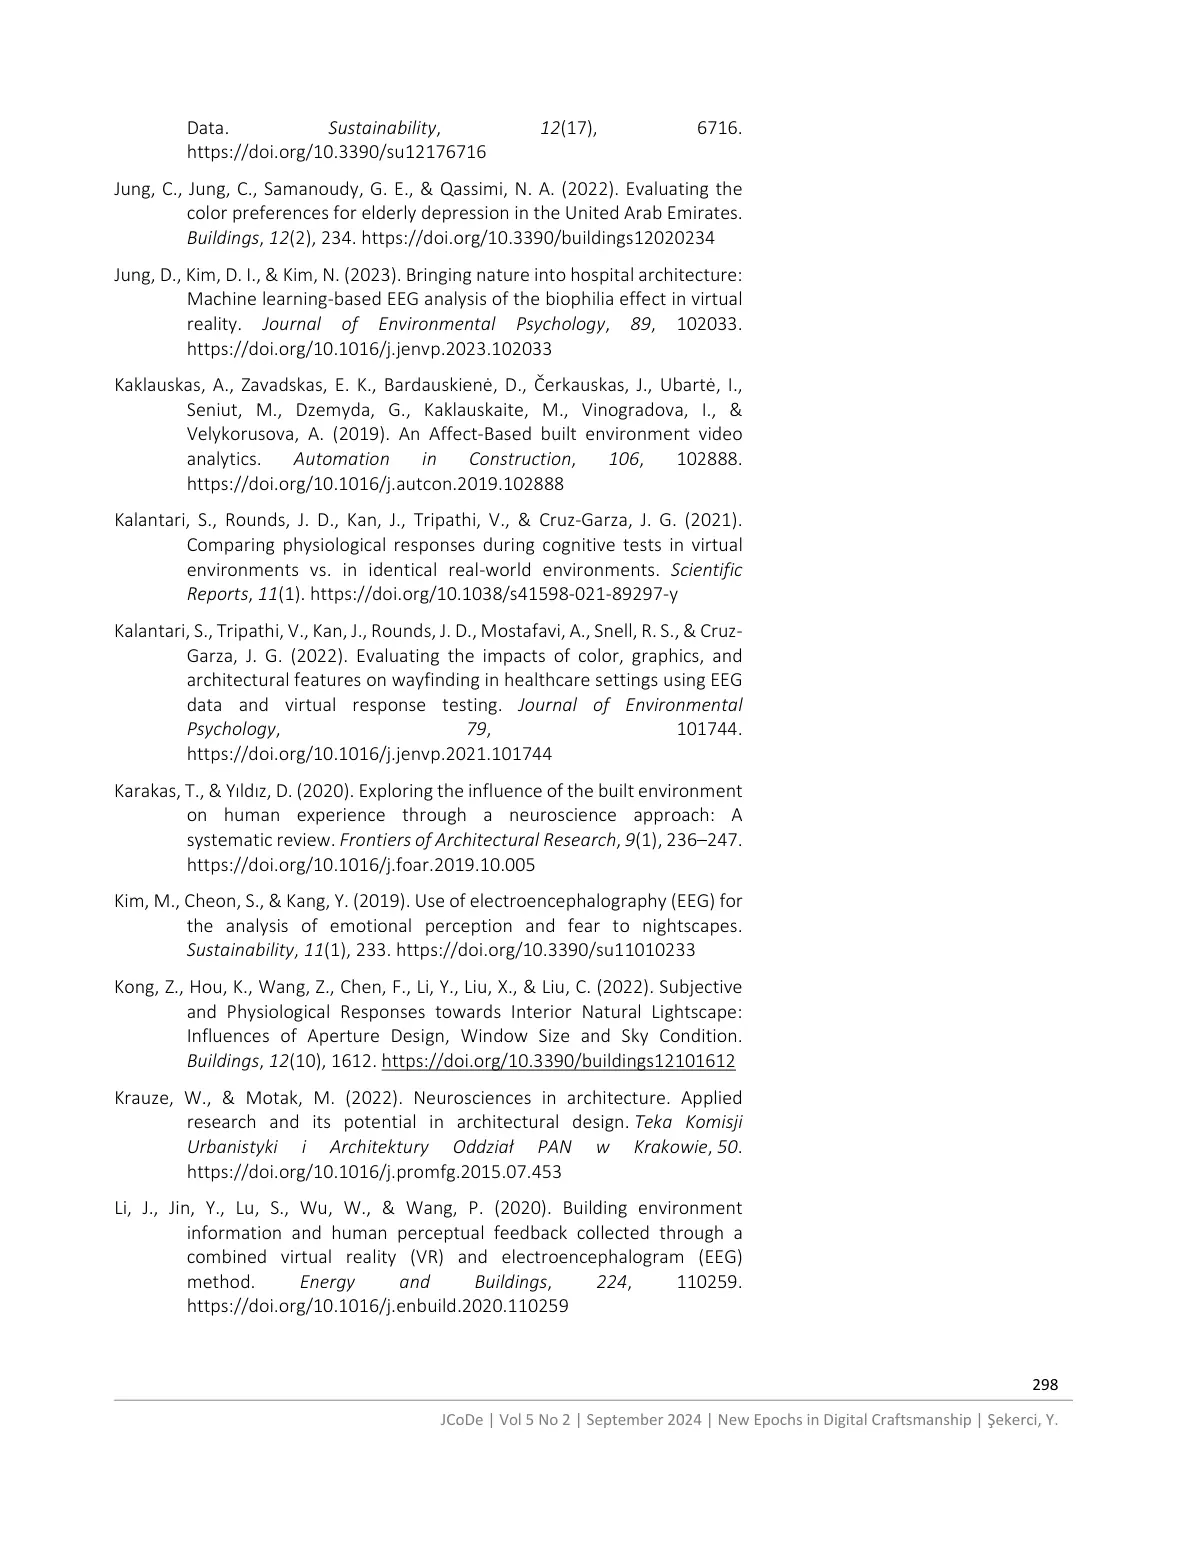 Data. Sustainability, 12(17), 6716.
https://doi.org/10.3390/su12176716
Jung, C., Jung, C., Samanoudy, G. E., & Qassimi, N. A. (2022). Evaluating the
color preferences for elderly depression in the United Arab Emirates.
Buildings, 12(2), 234. https://doi.org/10.3390/buildings12020234
Jung, D., Kim, D. I., & Kim, N. (2023). Bringing nature into hospital architecture:
Machine learning-based EEG analysis of the biophilia effect in virtual
reality. Journal of Environmental Psychology, 89, 102033.
https://doi.org/10.1016/j.jenvp.2023.102033
Kaklauskas, A., Zavadskas, E. K., Bardauskienė, D., Čerkauskas, J., Ubartė, I.,
Seniut, M., Dzemyda, G., Kaklauskaite, M., Vinogradova, I., &
Velykorusova, A. (2019). An Affect-Based built environment video
analytics. Automation in Construction, 106, 102888.
https://doi.org/10.1016/j.autcon.2019.102888
Kalantari, S., Rounds, J. D., Kan, J., Tripathi, V., & Cruz-Garza, J. G. (2021).
Comparing physiological responses during cognitive tests in virtual
environments vs. in identical real-world environments. Scientific
Reports, 11(1). https://doi.org/10.1038/s41598-021-89297-y
Kalantari, S., Tripathi, V., Kan, J., Rounds, J. D., Mostafavi, A., Snell, R. S., & Cruz-
Garza, J. G. (2022). Evaluating the impacts of color, graphics, and
architectural features on wayfinding in healthcare settings using EEG
data and virtual response testing. Journal of Environmental
Psychology, 79, 101744.
https://doi.org/10.1016/j.jenvp.2021.101744
Karakas, T., & Yıldız, D. (2020). Exploring the influence of the built environment
on human experience through a neuroscience approach: A
systematic review. Frontiers of Architectural Research, 9(1), 236–247.
https://doi.org/10.1016/j.foar.2019.10.005
Kim, M., Cheon, S., & Kang, Y. (2019). Use of electroencephalography (EEG) for
the analysis of emotional perception and fear to nightscapes.
Sustainability, 11(1), 233. https://doi.org/10.3390/su11010233
Kong, Z., Hou, K., Wang, Z., Chen, F., Li, Y., Liu, X., & Liu, C. (2022). Subjective
and Physiological Responses towards Interior Natural Lightscape:
Influences of Aperture Design, Window Size and Sky Condition.
Buildings, 12(10), 1612. https://doi.org/10.3390/buildings12101612
Krauze, W., & Motak, M. (2022). Neurosciences in architecture. Applied
research and its potential in architectural design. Teka Komisji
Urbanistyki i Architektury Oddział PAN w Krakowie, 50.
https://doi.org/10.1016/j.promfg.2015.07.453
Li, J., Jin, Y., Lu, S., Wu, W., & Wang, P. (2020). Building environment
information and human perceptual feedback collected through a
combined virtual reality (VR) and electroencephalogram (EEG)
method. Energy and Buildings, 224, 110259.
https://doi.org/10.1016/j.enbuild.2020.110259
298
JCoDe | Vol 5 No 2 | September 2024 | New Epochs in Digital Craftsmanship | Şekerci, Y.